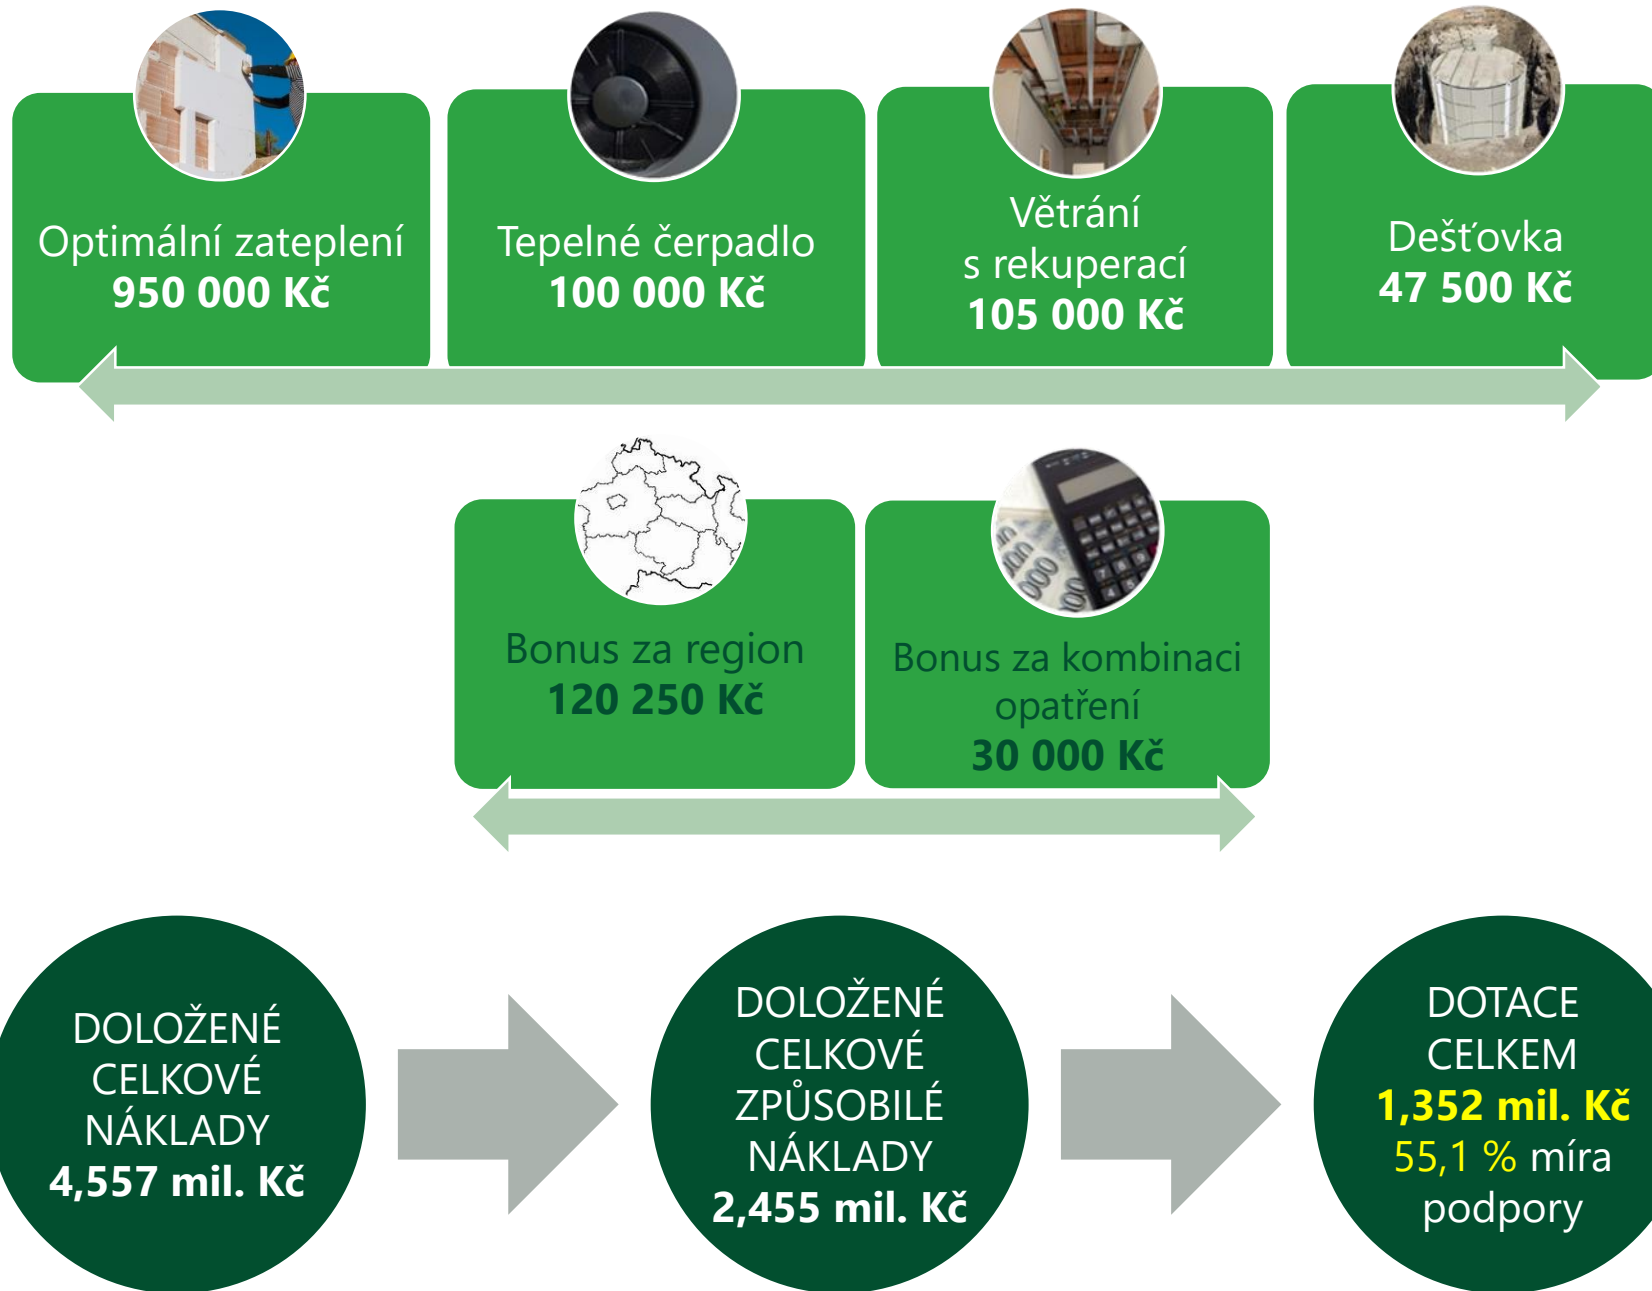 Optimální zateplení
950 000 Kč
Tepelné čerpadlo
100 000 Kč
Větrání
s rekuperací
105 000 Kč
Dešťovka
47 500 Kč
Bonus za region
120 250 Kč
Bonus za kombinaci
opatření
30 000 Kč
DOLOŽENÉ
CELKOVÉ
NÁKLADY
4,557 mil. Kč
DOLOŽENÉ
CELKOVÉ
ZPŮSOBILÉ
NÁKLADY
2,455 mil. Kč
DOTACE
CELKEM
1,352 mil. Kč
55,1 % míra
podpory